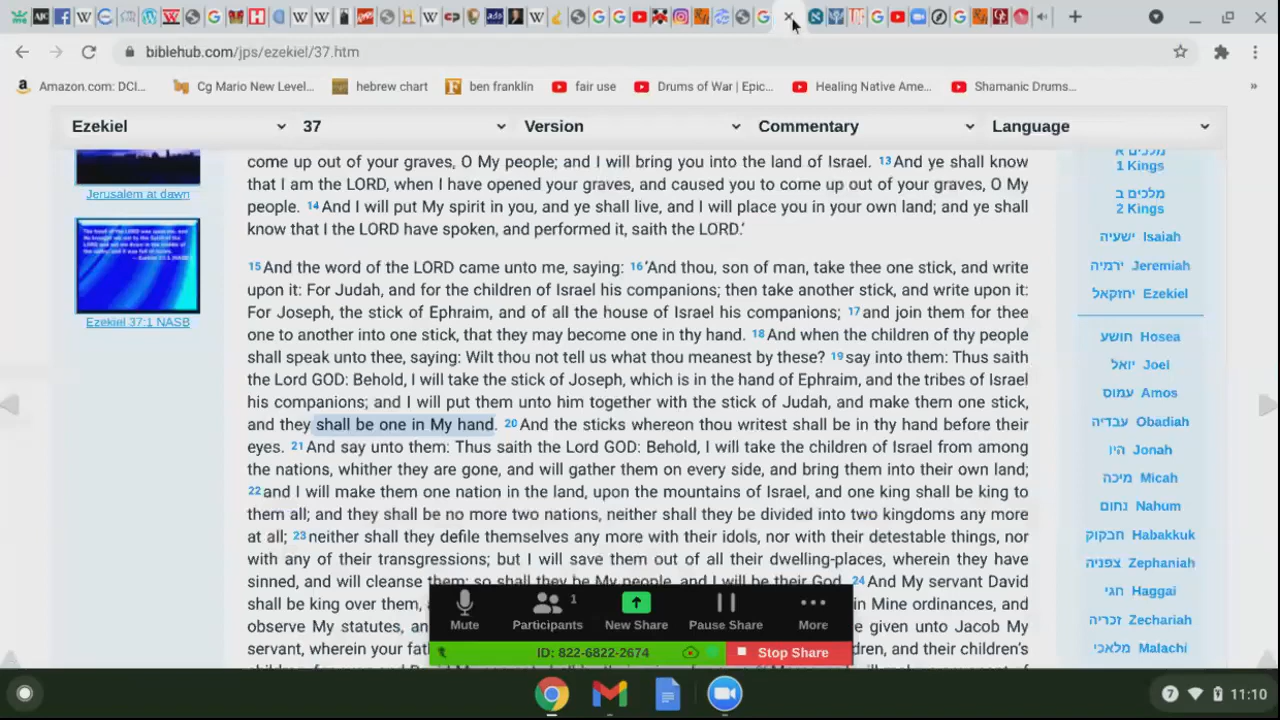 biblehub.com/jps/ezekiel/37.htm
Amazon.com: DCI...
Cg Mario New Level...
hebrew chart
ben franklin
fair use
Drums of War | Epic...
Healing Native Ame...
Shamanic Drums...
»
Ezekiel
37
Version
Commentary
Language
Jerusalem at dawn
Ezekiel 37:1 NASB
come up out of your graves, O My people; and I will bring you into the land of Israel. 13 And ye shall know
that I am the LORD, when I have opened your graves, and caused you to come up out of your graves, O My
people. 14 And I will put My spirit in you, and ye shall live, and I will place you in your own land; and ye shall
know that I the LORD have spoken, and performed it, saith the LORD.'
15 And the word of the LORD came unto me, saying: 16 'And thou, son of man, take thee one stick, and write
upon it: For Judah, and for the children of Israel his companions; then take another stick, and write upon it:
For Joseph, the stick of Ephraim, and of all the house of Israel his companions; 17 and join them for thee
one to another into one stick, that they may become one in thy hand. 18 And when the children of thy people
shall speak unto thee, saying: Wilt thou not tell us what thou meanest by these? 19 say into them: Thus saith
the Lord GOD: Behold, I will take the stick of Joseph, which is in the hand of Ephraim, and the tribes of Israel
his companions; and I will put them unto him together with the stick of Judah, and make them one stick,
and they shall be one in My hand. 20 And the sticks whereon thou writest shall be in thy hand before their
eyes. 21 And say unto them: Thus saith the Lord GOD: Behold, I will take the children of Israel from among
the nations, whither they are gone, and will gather them on every side, and bring them into their own land;
22 and I will make them one nation in the land, upon the mountains of Israel, and one king shall be king to
them all; and they shall be no more two nations, neither shall they be divided into two kingdoms any more
at all; 23 neither shall they defile themselves any more with their idols, nor with their detestable things, nor
with any of their transgressions; but I will save them out of all their dwelling-places, wherein they have
sinned, and will cleanse them; so shall they be My people, and I will be their God. 24 And My servant David
shall be king over them, in Mine ordinances, and
observe My statutes, given unto Jacob My
servant, wherein your and their children's
מלכים א
1 Kings
מלכים ב
2 Kings
ישעיה Isaiah
ירמיה Jeremiah
יחזקאל Ezekiel
הושע Hosea
יואל Joel
עמוס Amos
עבדיה Obadiah
היו Jonah
מיכה Micah
נחום Nahum
חבקוק Habakkuk
צפניה Zephaniah
חגי Haggai
זכריה Zechariah
מלאכי Malachi
Mute
Participants
1
New Share
Pause Share
More
ID: 822-6822-2674
Stop Share
7
11:10